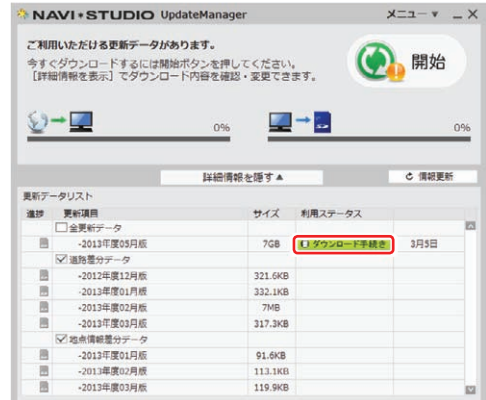 NAVI★STUDIO UpdateManager メニュー ▼ _ ×
ご利用いただける更新データがあります。
今すぐダウンロードするには開始ボタンを押してください。
[詳細情報を表示]でダウンロード内容を確認・変更できます。
開始
0% 0%
詳細情報を隠す▲ 情報更新
更新データリスト
進捗 更新項目 サイズ 利用ステータス
全更新データ
-2013年度05月版 7GB ダウンロード手続き 3月5日
道路差分データ
-2012年度12月版 321.6KB
-2013年度01月版 332.1KB
-2013年度02月版 7MB
-2013年度03月版 317.3KB
地点情報差分データ
-2013年度01月版 91.6KB
-2013年度02月版 113.1KB
-2013年度03月版 119.9KB